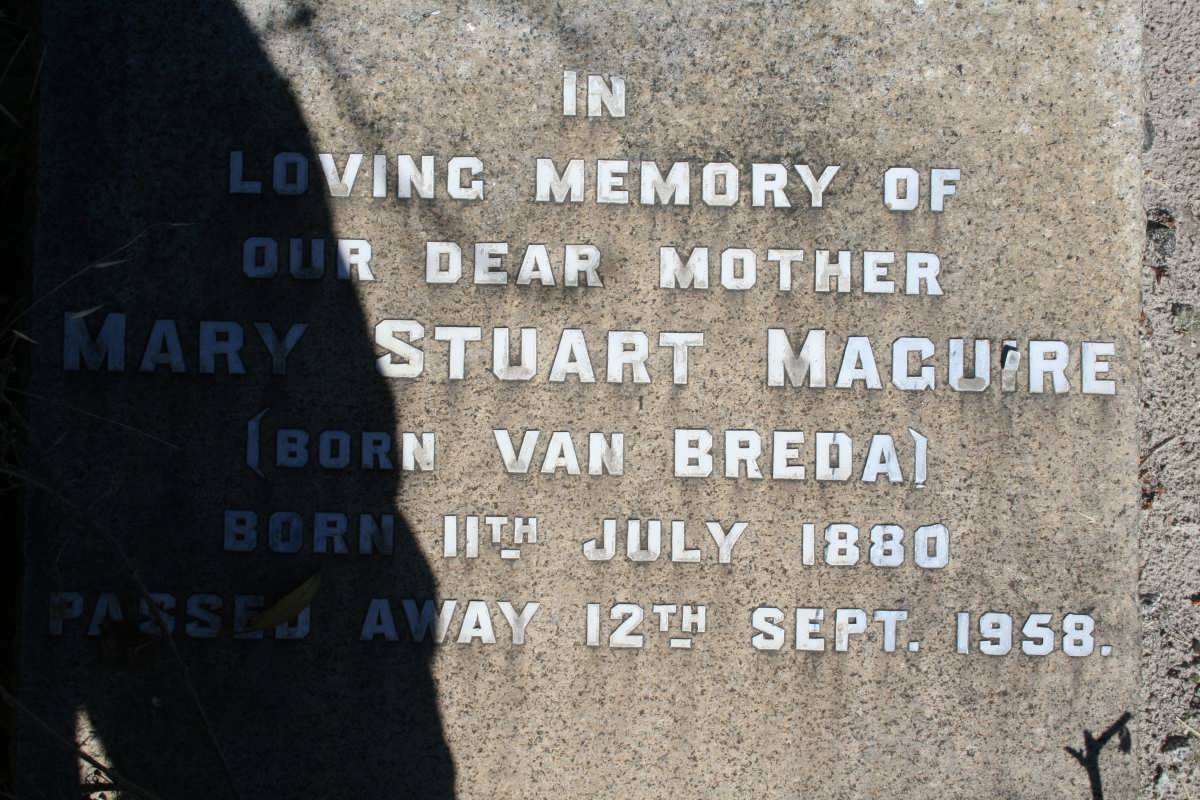 IN
LOVING MEMORY OF
OUR DEAR MOTHER
MARY STUART MAGUIRE
(BORN VAN BREDA)
BORN 11TH JULY 1880
PASSED AWAY 12TH SEPT. 1958.